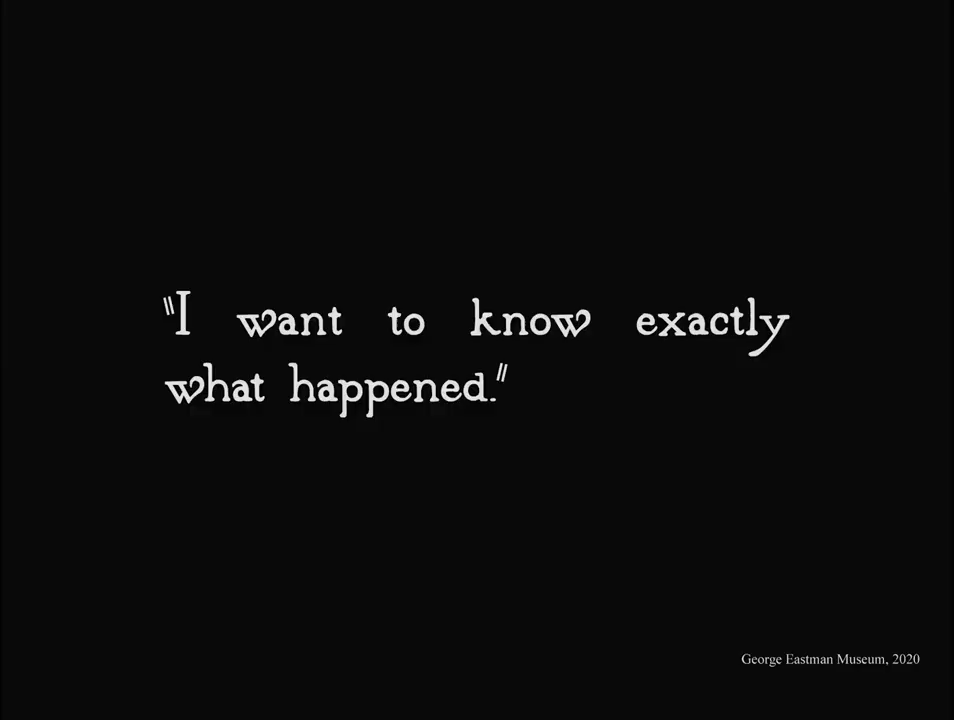 "I want to know exactly
what happened."
George Eastman Museum, 2020